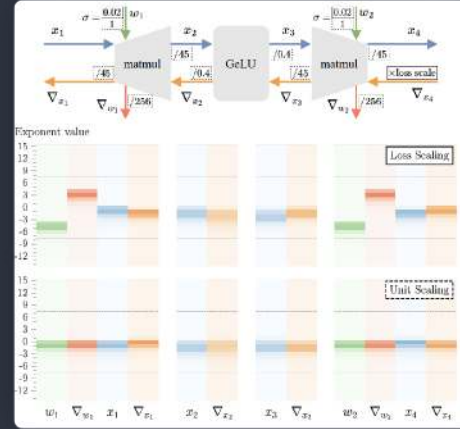 σ = 0.02 / 1 w₁ σ = 0.02 / 1 w₂
x₁ x₂ x₃ x₄
/45 /0.4 /45
matmul GeLU matmul
/45 /0.4 /45 ×loss scale
∇x₁ ∇w₁ /256 ∇x₂ ∇x₃ ∇w₂ /256 ∇x₄
Exponent value
15
12
9
6
3
0
-3
-6
-9
-12
Loss Scaling
15
12
9
6
3
0
-3
-6
-9
-12
Unit Scaling
w₁ ∇w₁ x₁ ∇x₁ x₂ ∇x₂ x₃ ∇x₃ w₂ ∇w₂ x₄ ∇x₄